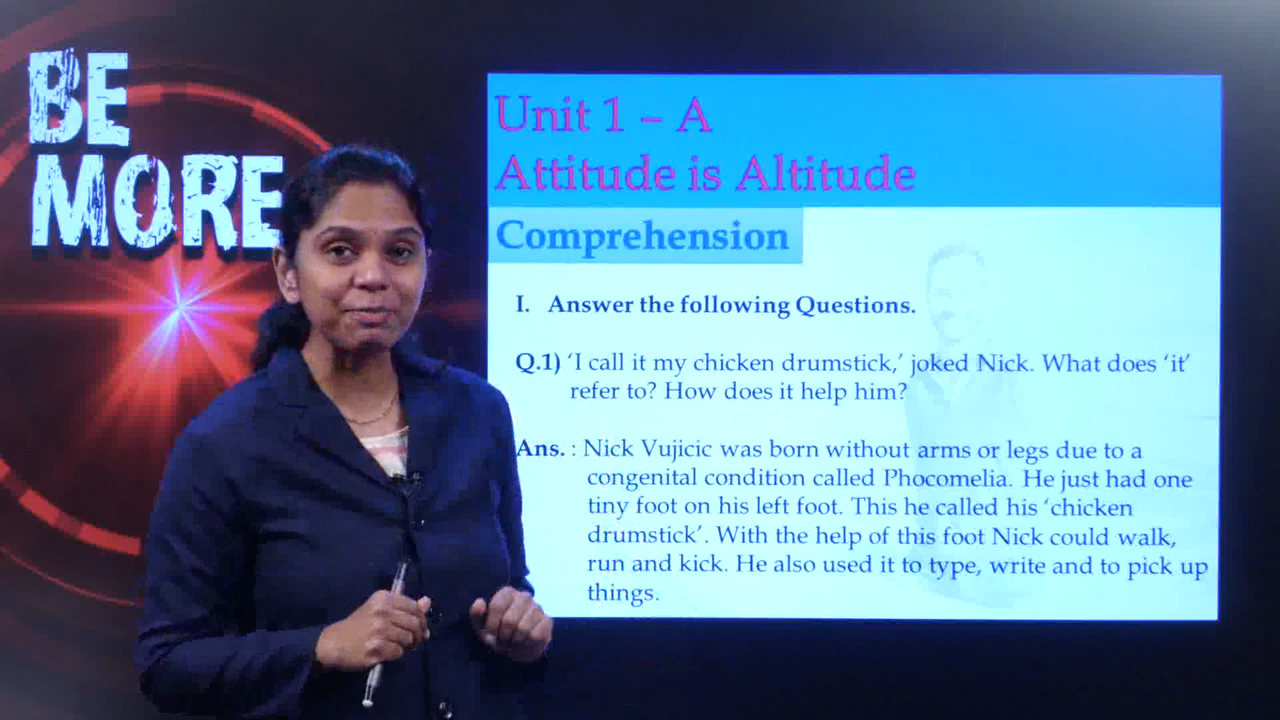 BE
MORE
Unit 1 – A
Attitude is Altitude
Comprehension
I. Answer the following Questions.
Q.1) ‘I call it my chicken drumstick,’ joked Nick. What does ‘it’
refer to? How does it help him?
Ans. : Nick Vujicic was born without arms or legs due to a
congenital condition called Phocomelia. He just had one
tiny foot on his left foot. This he called his ‘chicken
drumstick’. With the help of this foot Nick could walk,
run and kick. He also used it to type, write and to pick up
things.